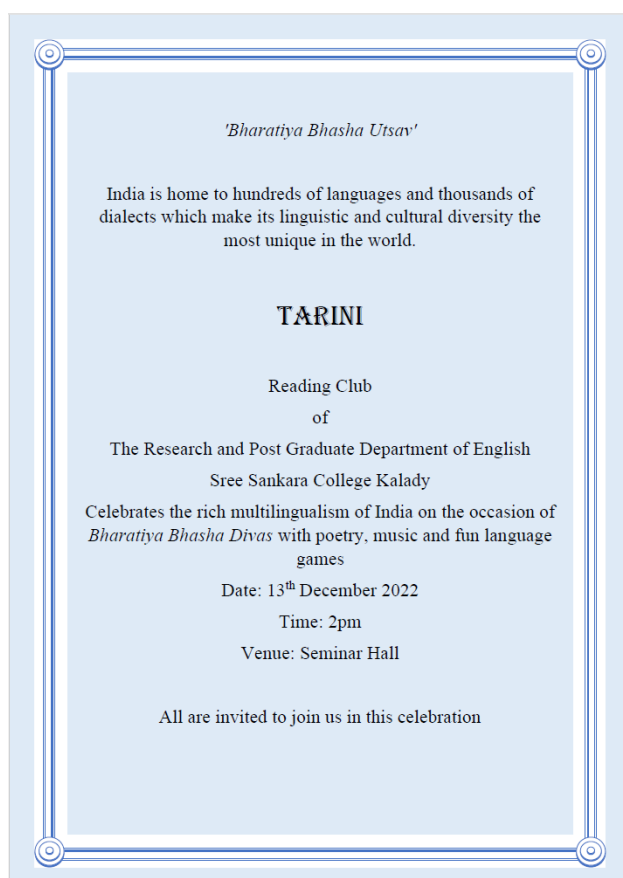 'Bharatiya Bhasha Utsav'
India is home to hundreds of languages and thousands of
dialects which make its linguistic and cultural diversity the
most unique in the world.
TARINI
Reading Club
of
The Research and Post Graduate Department of English
Sree Sankara College Kalady
Celebrates the rich multilingualism of India on the occasion of
Bharatiya Bhasha Divas with poetry, music and fun language
games
Date: 13th December 2022
Time: 2pm
Venue: Seminar Hall
All are invited to join us in this celebration